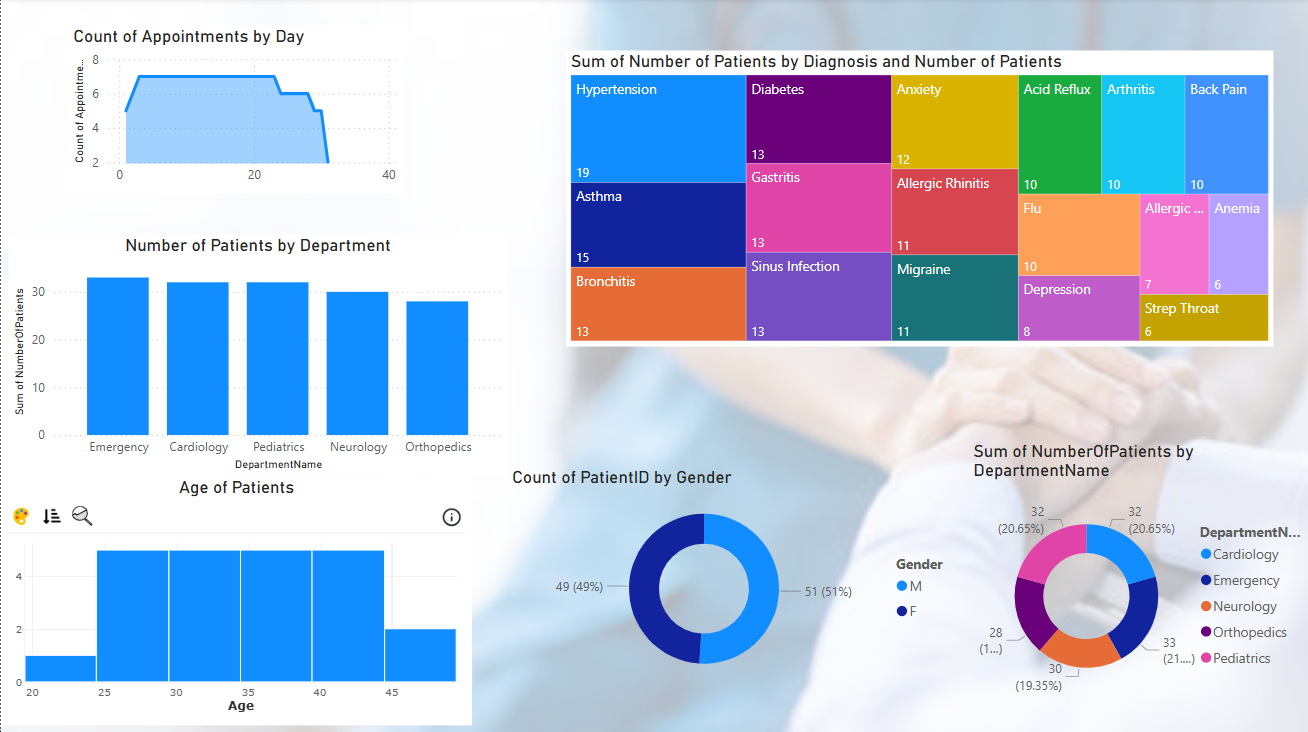 Count of Appointments by Day
Count of Appointme...
8
6
4
2
0
20
40
Sum of Number of Patients by Diagnosis and Number of Patients
Hypertension
19
Asthma
15
Bronchitis
13
Diabetes
13
Gastritis
13
Sinus Infection
13
Anxiety
12
Allergic Rhinitis
11
Migraine
11
Acid Reflux
10
Arthritis
10
Back Pain
10
Flu
10
Depression
8
Allergic ...
7
Anemia
6
Strep Throat
6
Number of Patients by Department
Sum of NumberOfPatients
30
20
10
0
Emergency
Cardiology
Pediatrics
Neurology
Orthopedics
DepartmentName
Age of Patients
4
2
0
20
25
30
35
40
45
Age
Count of PatientID by Gender
49 (49%)
51 (51%)
Gender
M
F
Sum of NumberOfPatients by
DepartmentName
32
(20.65%)
32
(20.65%)
28
(1...)
30
(19.35%)
33
(21....)
DepartmentN...
Cardiology
Emergency
Neurology
Orthopedics
Pediatrics